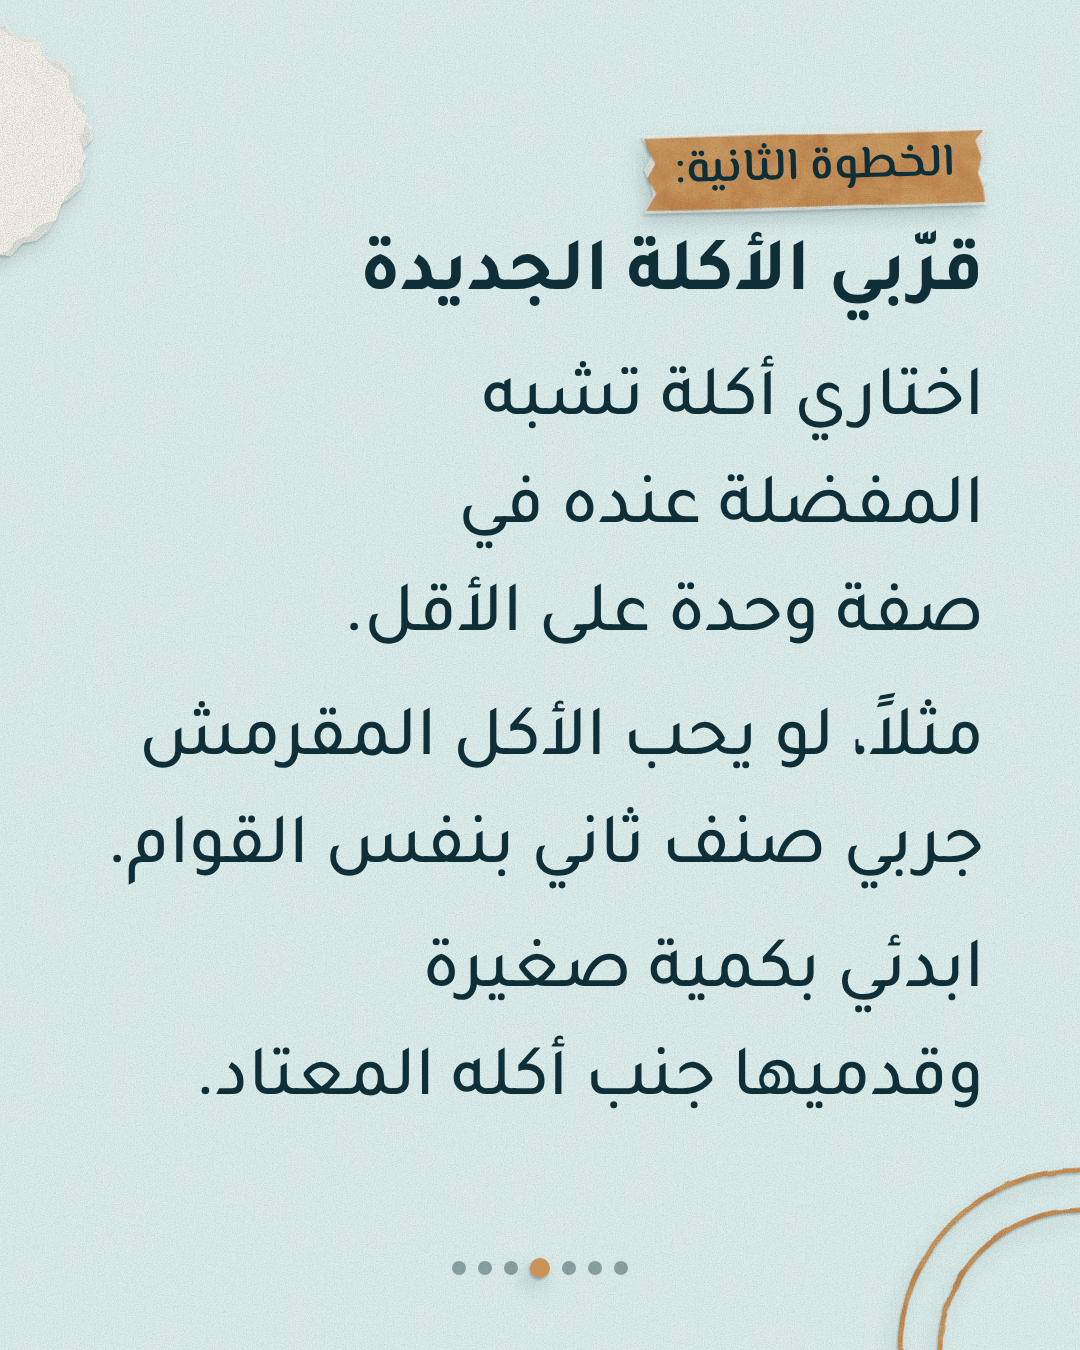 الخطوة الثانية:
قرّبي الأكلة الجديدة
اختاري أكلة تشبه
المفضلة عنده في
صفة وحدة على الأقل.
مثلاً، لو يحب الأكل المقرمش
جربي صنف ثاني بنفس القوام.
ابدئي بكمية صغيرة
وقدميها جنب أكله المعتاد.